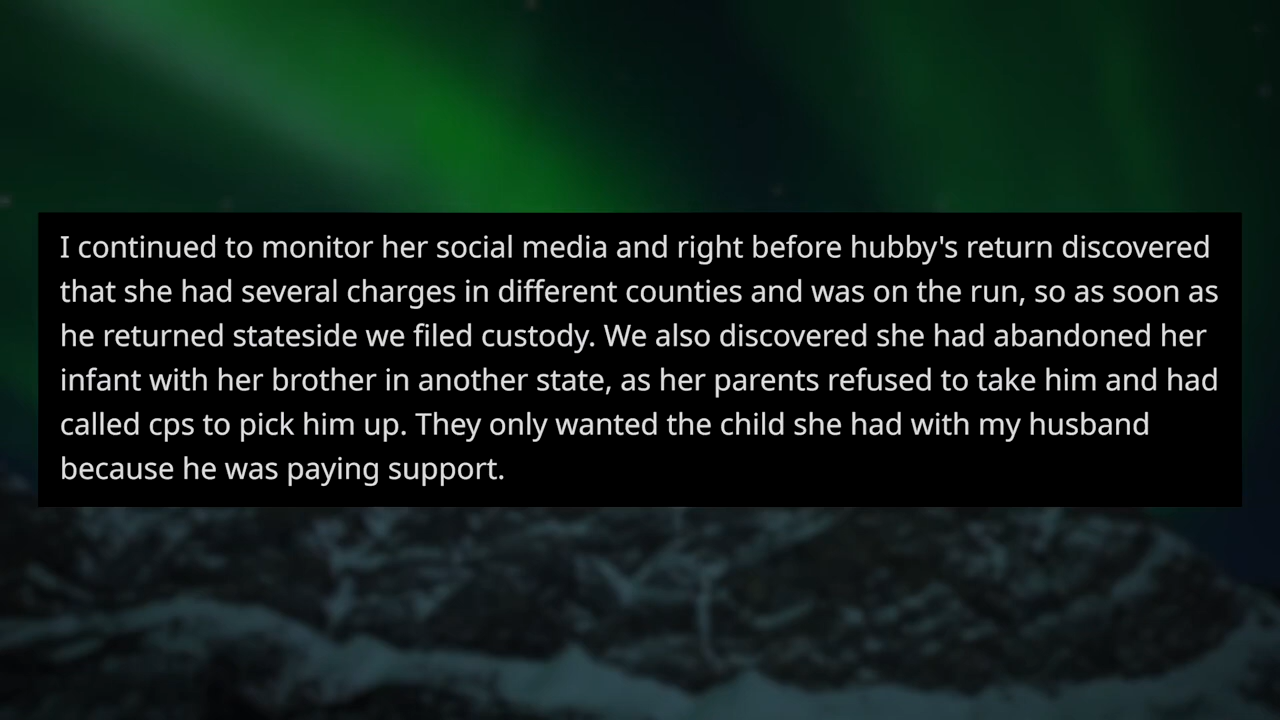 I continued to monitor her social media and right before hubby's return discovered
that she had several charges in different counties and was on the run, so as soon as
he returned stateside we filed custody. We also discovered she had abandoned her
infant with her brother in another state, as her parents refused to take him and had
called cps to pick him up. They only wanted the child she had with my husband
because he was paying support.